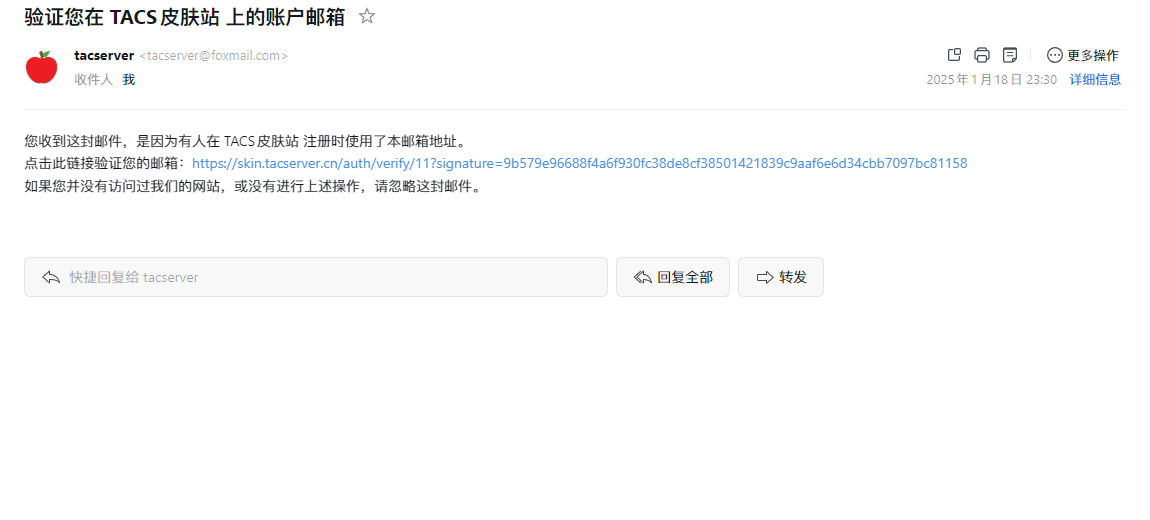 验证您在 TACS 皮肤站 上的账户邮箱
tacserver <tacserver@foxmail.com>
更多操作
收件人 我
2025 年 1 月 18 日 23:30 详细信息
您收到这封邮件，是因为有人在 TACS 皮肤站 注册时使用了本邮箱地址。
点击此链接验证您的邮箱：https://skin.tacserver.cn/auth/verify/11?signature=9b579e96688f4a6f930fc38de8cf38501421839c9aaf6e6d34cbb7097bc81158
如果您并没有访问过我们的网站，或没有进行上述操作，请忽略这封邮件。
快捷回复给 tacserver
回复全部
转发